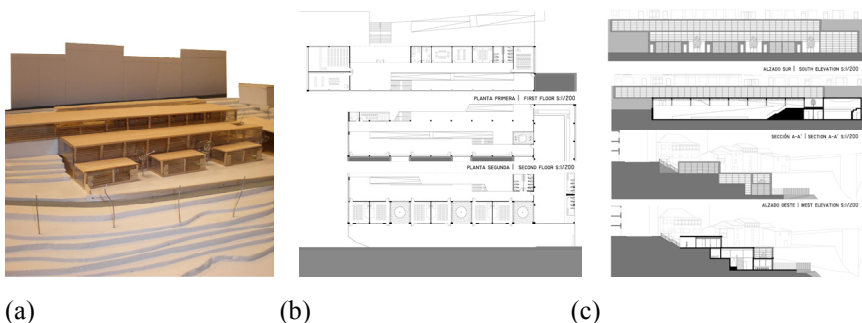 PLANTA PRIMERA | FIRST FLOOR S:1/200
PLANTA SEGUNDA | SECOND FLOOR S:1/200
ALZADO SUR | SOUTH ELEVATION S:1/200
SECCIÓN A-A' | SECTION A-A' S:1/200
ALZADO OESTE | WEST ELEVATION S:1/200
(a)
(b)
(c)